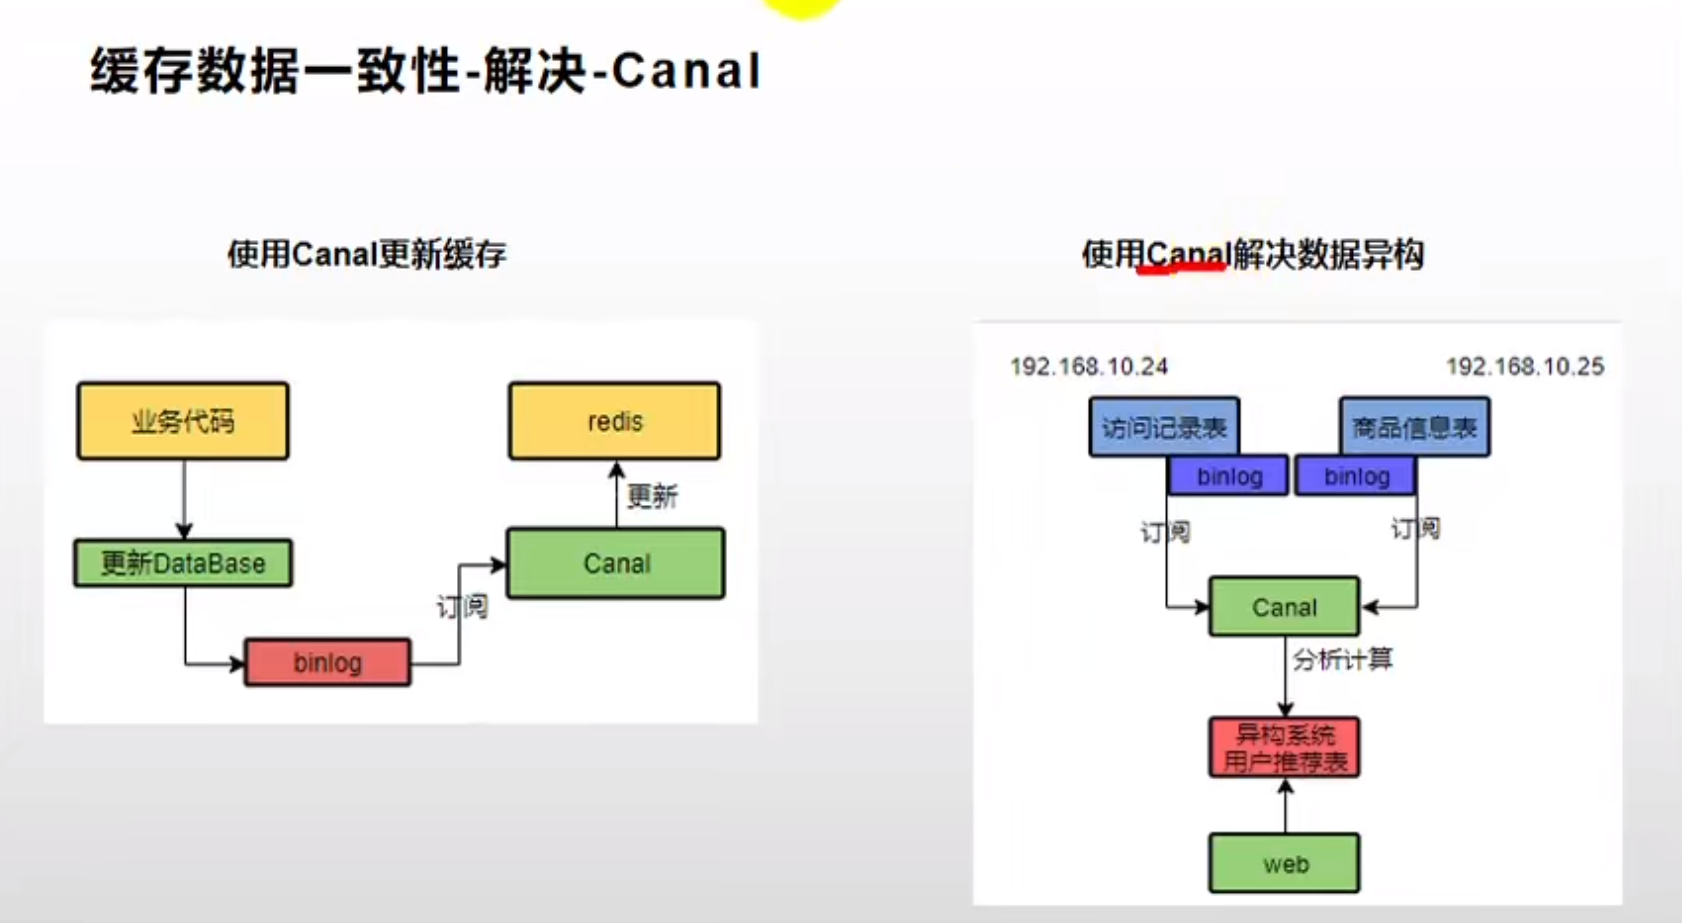 缓存数据一致性-解决-Canal
使用Canal更新缓存
业务代码
redis
更新
更新DataBase
Canal
订阅
binlog
使用Canal解决数据异构
192.168.10.24
192.168.10.25
访问记录表
商品信息表
binlog
binlog
订阅
订阅
Canal
分析计算
异构系统
用户推荐表
web